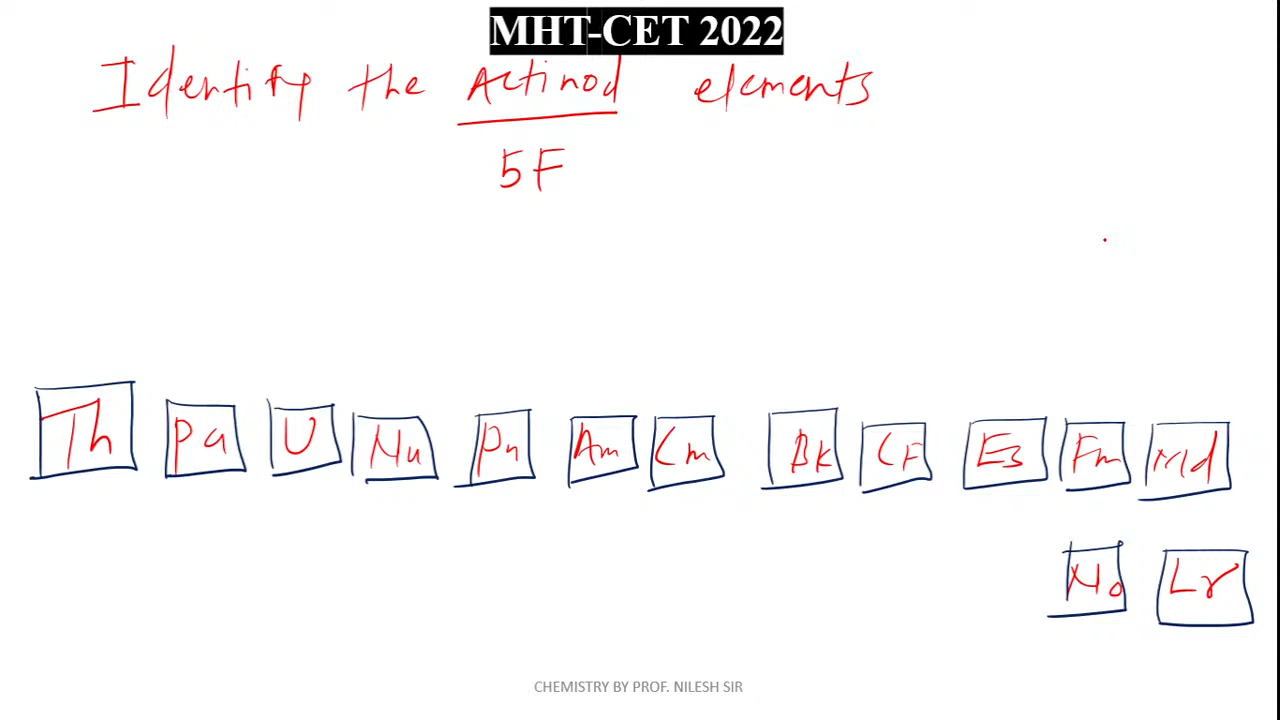 MHT-CET 2022
Identify the Actinod elements
5F
Th Pa U Nu Pu Am Cm Bk CF Es Fm Md
No Lr
CHEMISTRY BY PROF. NILESH SIR